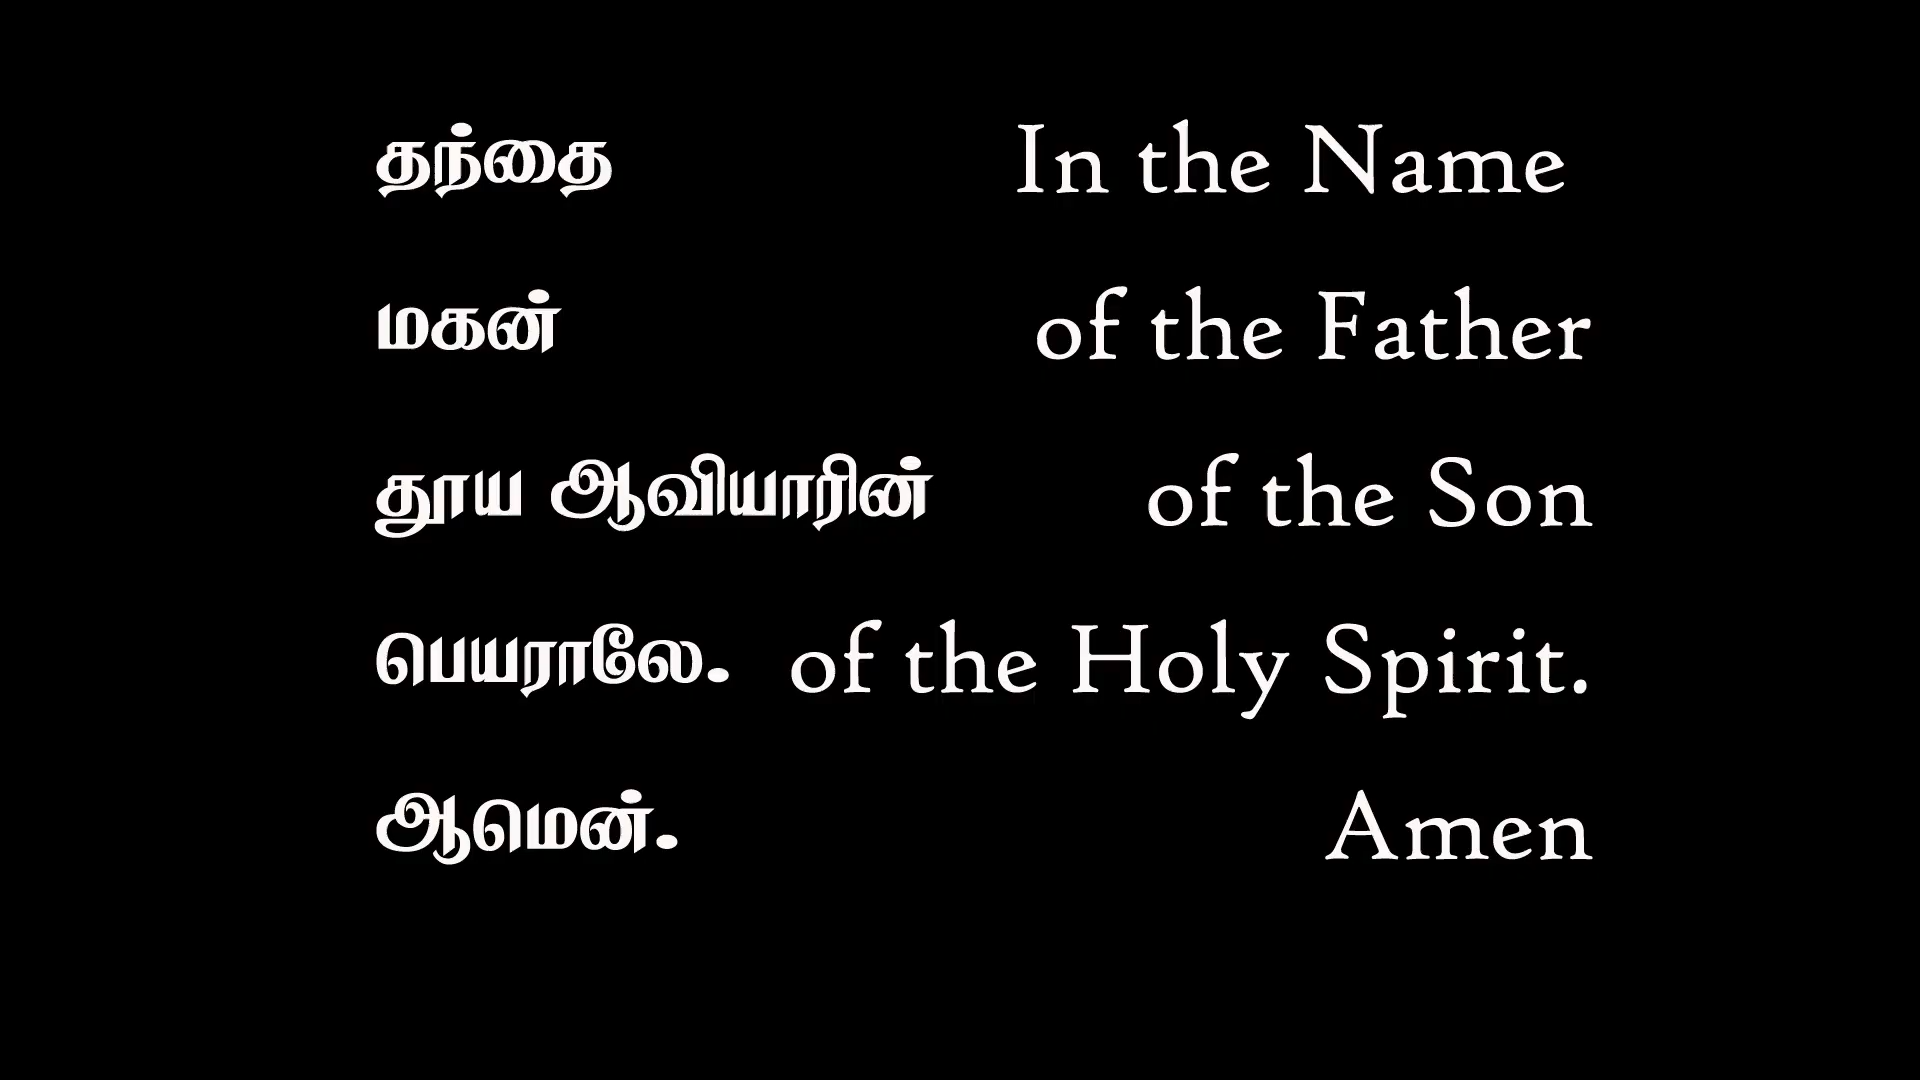 தந்தை
மகன்
தூய ஆவியாரின்
பெயராலே.
ஆமென்.
In the Name
of the Father
of the Son
of the Holy Spirit.
Amen